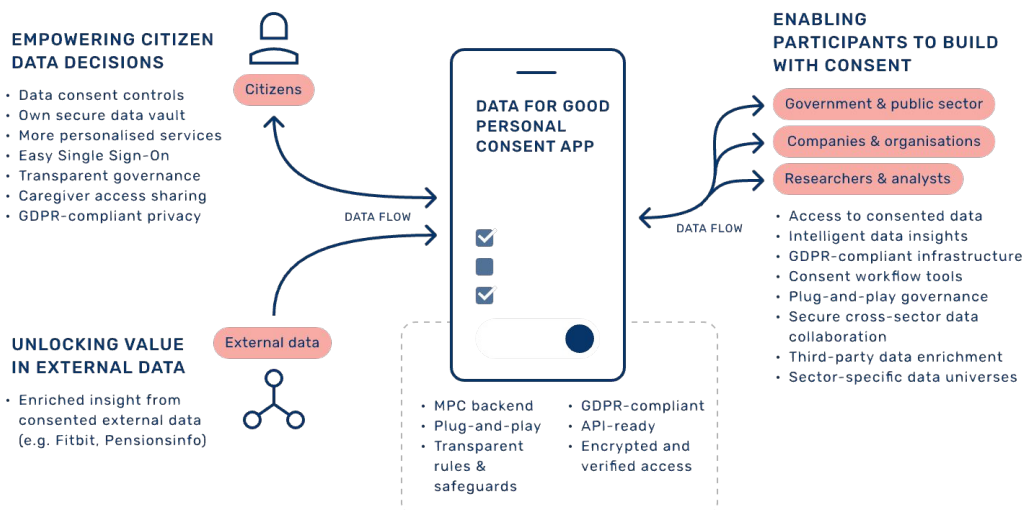 EMPOWERING CITIZEN
DATA DECISIONS
• Data consent controls
• Own secure data vault
• More personalised services
• Easy Single Sign-On
• Transparent governance
• Caregiver access sharing
• GDPR-compliant privacy
Citizens
DATA FLOW
UNLOCKING VALUE
IN EXTERNAL DATA
• Enriched insight from
consented external data
(e.g. Fitbit, Pensionsinfo)
External data
DATA FOR GOOD
PERSONAL
CONSENT APP
• MPC backend
• Plug-and-play
• Transparent
rules &
safeguards
• GDPR-compliant
• API-ready
• Encrypted and
verified access
ENABLING
PARTICIPANTS TO BUILD
WITH CONSENT
Government & public sector
Companies & organisations
Researchers & analysts
DATA FLOW
• Access to consented data
• Intelligent data insights
• GDPR-compliant infrastructure
• Consent workflow tools
• Plug-and-play governance
• Secure cross-sector data
collaboration
• Third-party data enrichment
• Sector-specific data universes